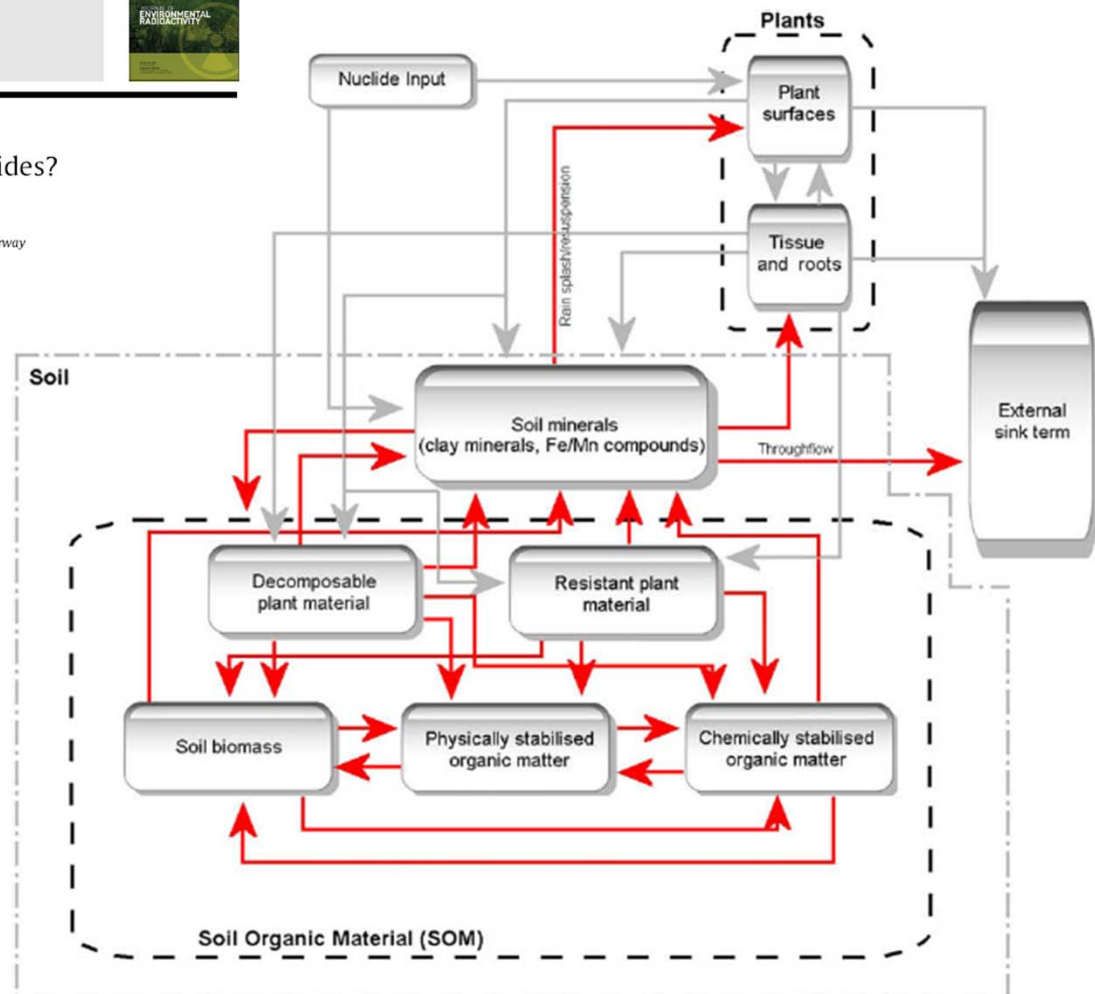 ENVIRONMENTAL
RADIOACTIVITY
ides?
rway
Plants
Nuclide Input
Plant
surfaces
Rain splash/resuspension
Tissue
and roots
Soil
Soil minerals
(clay minerals, Fe/Mn compounds)
Throughflow
External
sink term
Decomposable
plant material
Resistant plant
material
Soil biomass
Physically stabilised
organic matter
Chemically stabilised
organic matter
Soil Organic Material (SOM)